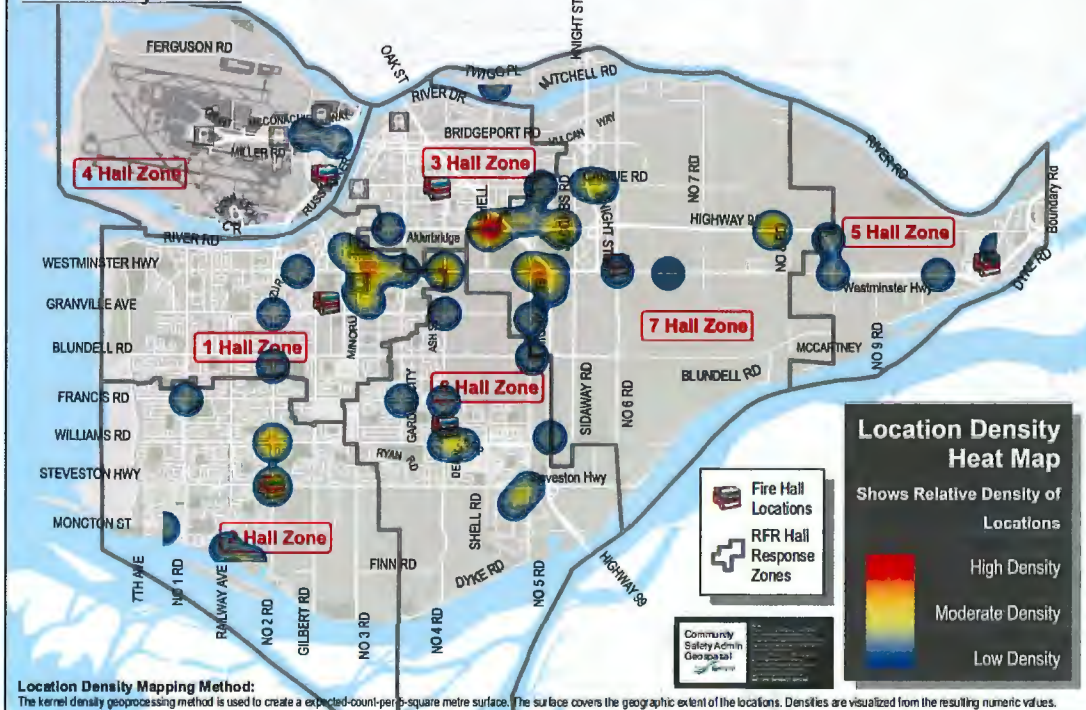 FERGUSON RD
OAK ST
KNIGHT ST
MITCHELL RD
RIVER DR
BRIDGEPORT RD
VULCAN WAY
MILLER RD
4 Hall Zone
3 Hall Zone
NO 7 RD
RIVER RD
Boundary Rd
HIGHWAY 9
5 Hall Zone
RIVER RD
Alderbridge
WESTMINSTER HWY
Westminster Hwy
DYKE RD
GRANVILLE AVE
7 Hall Zone
1 Hall Zone
BLUNDELL RD
MCCARTNEY
NO 9 RD
BLUNDELL RD
FRANCIS RD
Hall Zone
SIDAWAY RD
NO 6 RD
WILLIAMS RD
RYAN RD
STEVESTON HWY
Steveston Hwy
MONCTON ST
Hall Zone
SHELL RD
FINN RD
DYKE RD
HIGHWAY 99
7TH AVE
NO 1 RD
RAILWAY AVE
NO 2 RD
GILBERT RD
NO 3 RD
NO 4 RD
NO 5 RD
Fire Hall
Locations
RFR Hall
Response
Zones
Community
Safety Admin
Geospatial
Location Density
Heat Map
Shows Relative Density of
Locations
High Density
Moderate Density
Low Density
Location Density Mapping Method:
The kernel density geoprocessing method is used to create a expected-count-per-5-square metre surface. The surface covers the geographic extent of the locations. Densities are visualized from the resulting numeric values.